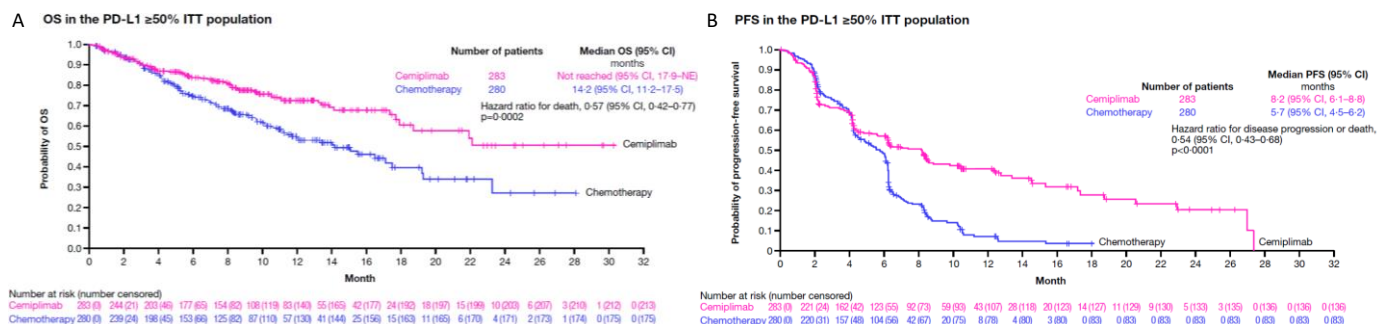 A
OS in the PD-L1 ≥50% ITT population
Number of patients
Median OS (95% CI)
months
Cemiplimab 283 Not reached (95% CI, 17·9–NE)
Chemotherapy 280 14·2 (95% CI, 11·2–17·5)
Hazard ratio for death, 0·57 (95% CI, 0·42–0·77)
p=0·0002
Probability of OS
1.0
0.9
0.8
0.7
0.6
0.5
0.4
0.3
0.2
0.1
0.0
Cemiplimab
Chemotherapy
0 2 4 6 8 10 12 14 16 18 20 22 24 26 28 30 32
Month
Number at risk (number censored)
Cemiplimab 283 (0) 244 (21) 203 (46) 177 (65) 154 (82) 108 (119) 83 (140) 55 (165) 42 (177) 24 (192) 18 (197) 15 (199) 10 (203) 6 (207) 3 (210) 1 (212) 0 (213)
Chemotherapy 280 (0) 239 (24) 198 (45) 153 (66) 125 (82) 87 (110) 57 (130) 41 (144) 25 (156) 15 (163) 11 (165) 6 (170) 4 (171) 2 (173) 1 (174) 0 (175) 0 (175)
B
PFS in the PD-L1 ≥50% ITT population
Number of patients
Median PFS (95% CI)
months
Cemiplimab 283 8·2 (95% CI, 6·1–8·8)
Chemotherapy 280 5·7 (95% CI, 4·5–6·2)
Hazard ratio for disease progression or death,
0·54 (95% CI, 0·43–0·68)
p<0·0001
Probability of progression-free survival
1.0
0.9
0.8
0.7
0.6
0.5
0.4
0.3
0.2
0.1
0
Chemotherapy
Cemiplimab
0 2 4 6 8 10 12 14 16 18 20 22 24 26 28 30 32
Month
Number at risk (number censored)
Cemiplimab 283 (0) 221 (24) 162 (42) 123 (55) 92 (73) 59 (93) 43 (107) 28 (118) 20 (123) 14 (127) 11 (129) 9 (130) 5 (133) 3 (135) 0 (136) 0 (136) 0 (136)
Chemotherapy 280 (0) 220 (31) 157 (48) 104 (56) 42 (67) 20 (75) 8 (78) 4 (80) 3 (80) 0 (83) 0 (83) 0 (83) 0 (83) 0 (83) 0 (83) 0 (83) 0 (83)